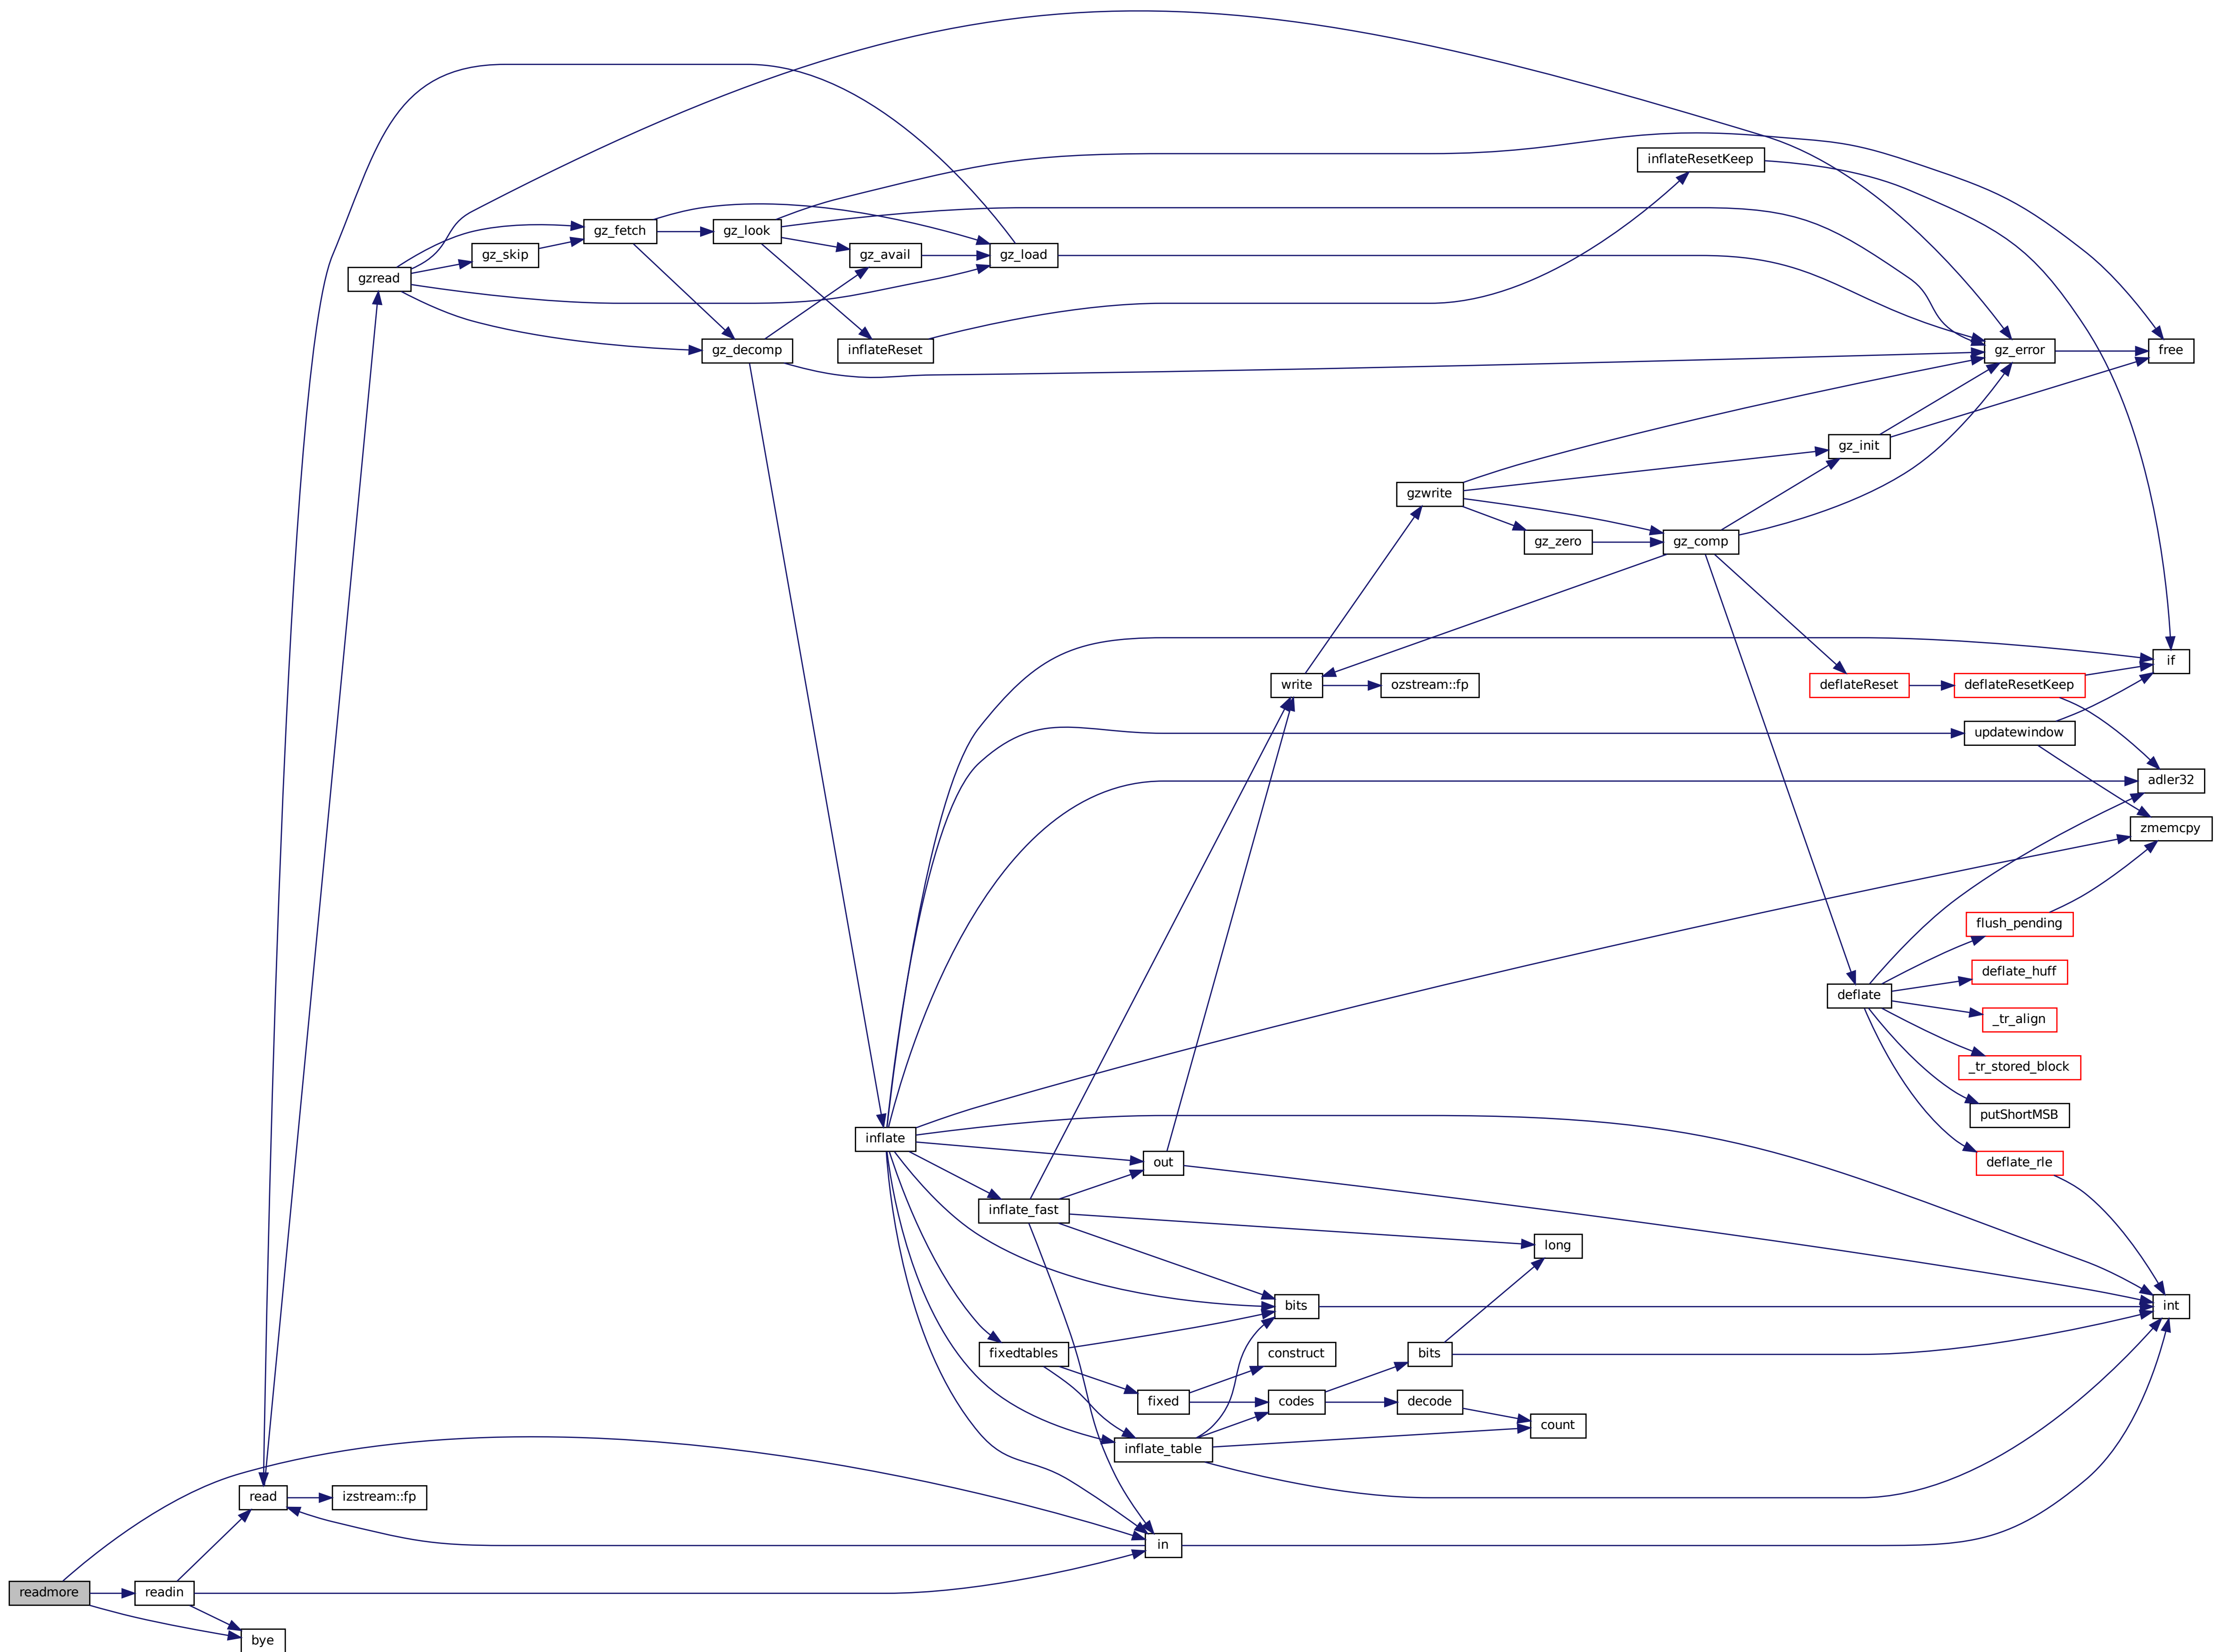 inflateResetKeep
gz_fetch
gz_look
gz_skip
gz_avail
gz_load
gzread
gz_decomp
inflateReset
gz_error
free
gz_init
gzwrite
gz_zero
gz_comp
if
write
ozstream::fp
deflateReset
deflateResetKeep
updatewindow
adler32
zmemcpy
flush_pending
deflate_huff
deflate
_tr_align
_tr_stored_block
putShortMSB
inflate
out
deflate_rle
inflate_fast
long
bits
int
fixedtables
construct
bits
fixed
codes
decode
count
inflate_table
read
izstream::fp
in
readmore
readin
bye